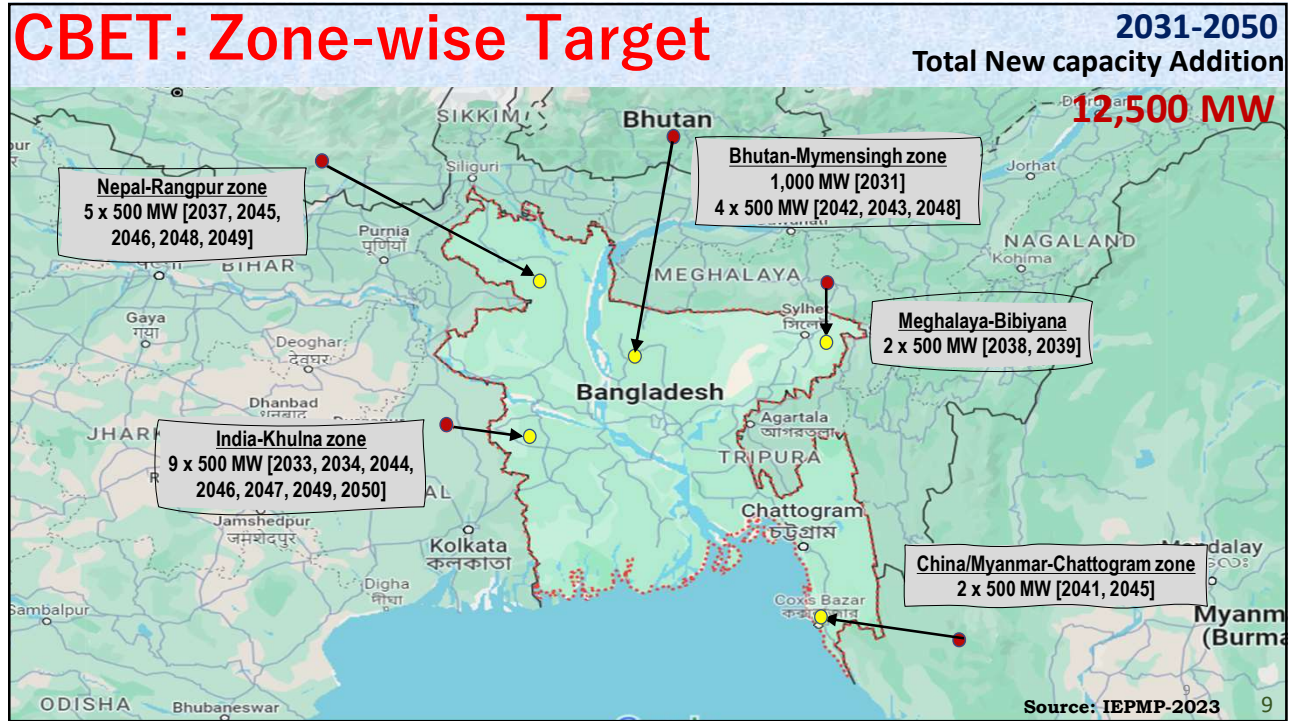 CBET: Zone-wise Target
2031-2050
Total New capacity Addition
12,500 MW
SIKKIM
Bhutan
Siliguri
Jorhat
Nepal-Rangpur zone
5 x 500 MW [2037, 2045,
2046, 2048, 2049]
Bhutan-Mymensingh zone
1,000 MW [2031]
4 x 500 MW [2042, 2043, 2048]
Purnia
पूर्णियाँ
BIHAR
NAGALAND
Kohima
MEGHALAYA
Gaya
गया
Deoghar
देवघर
Meghalaya-Bibiyana
2 x 500 MW [2038, 2039]
Bangladesh
Dhanbad
Agartala
TRIPURA
India-Khulna zone
9 x 500 MW [2033, 2034, 2044,
2046, 2047, 2049, 2050]
Jamshedpur
जमशेदपुर
Kolkata
কলকাতা
Chattogram
চট্টগ্রাম
China/Myanmar-Chattogram zone
2 x 500 MW [2041, 2045]
Digha
দীঘা
Sambalpur
Myanm
(Burma
ODISHA
Bhubaneswar
Source: IEPMP-2023
9
9